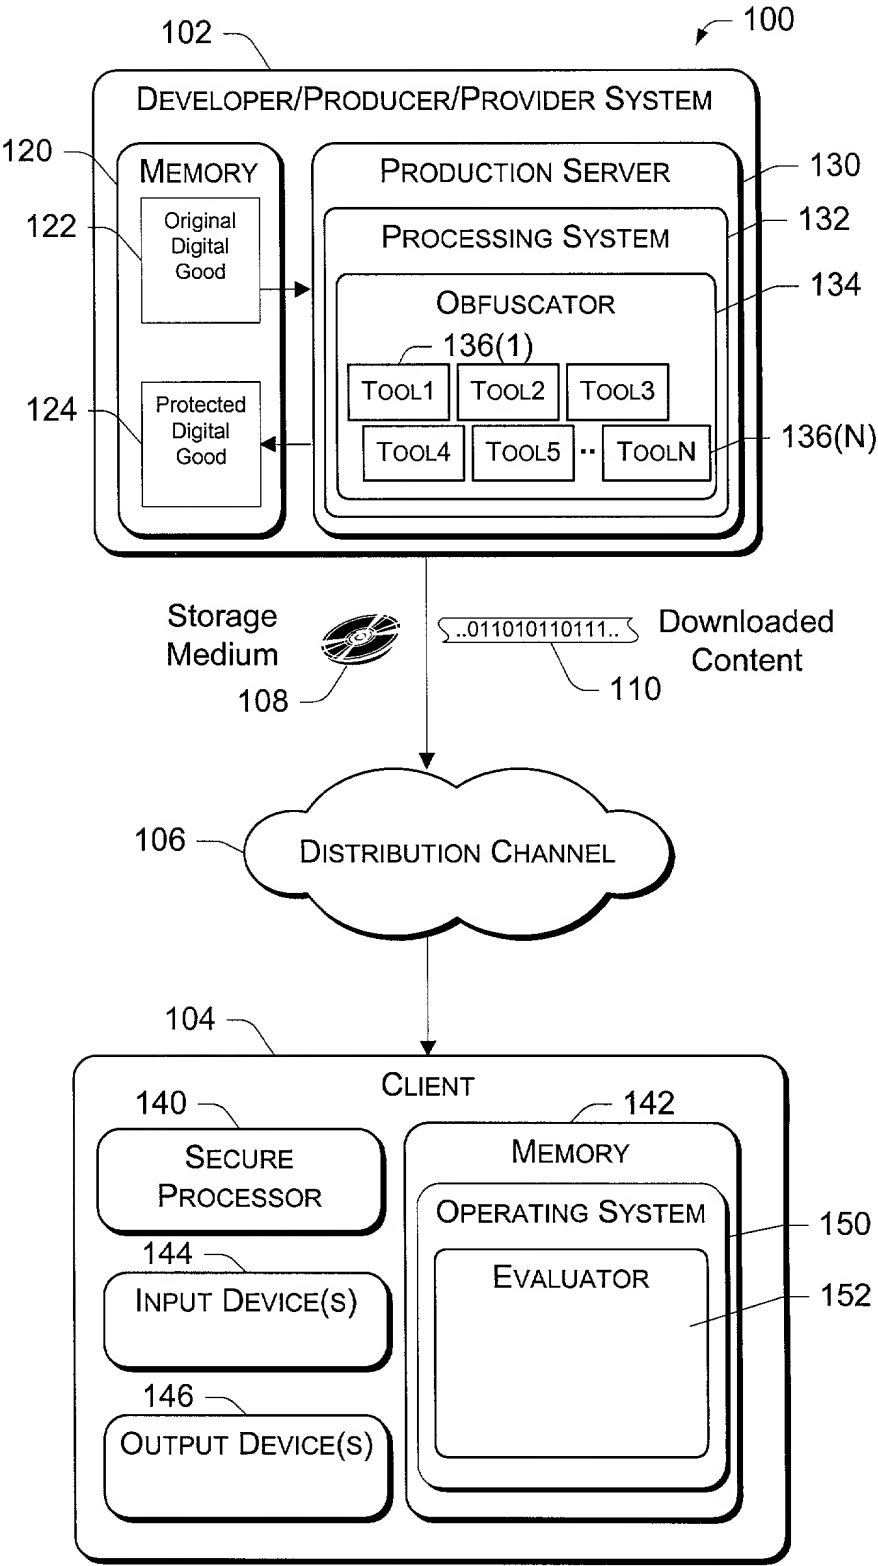 100
102
DEVELOPER/PRODUCER/PROVIDER SYSTEM
120
MEMORY
PRODUCTION SERVER
130
122
Original
Digital
Good
PROCESSING SYSTEM
132
OBFUSCATOR
134
136(1)
TOOL1
TOOL2
TOOL3
124
Protected
Digital
Good
TOOL4
TOOL5
..
TOOLN
136(N)
Storage
Medium
108
..011010110111..
Downloaded
Content
110
106
DISTRIBUTION CHANNEL
104
CLIENT
140
SECURE
PROCESSOR
142
MEMORY
OPERATING SYSTEM
150
144
INPUT DEVICE(S)
EVALUATOR
152
146
OUTPUT DEVICE(S)